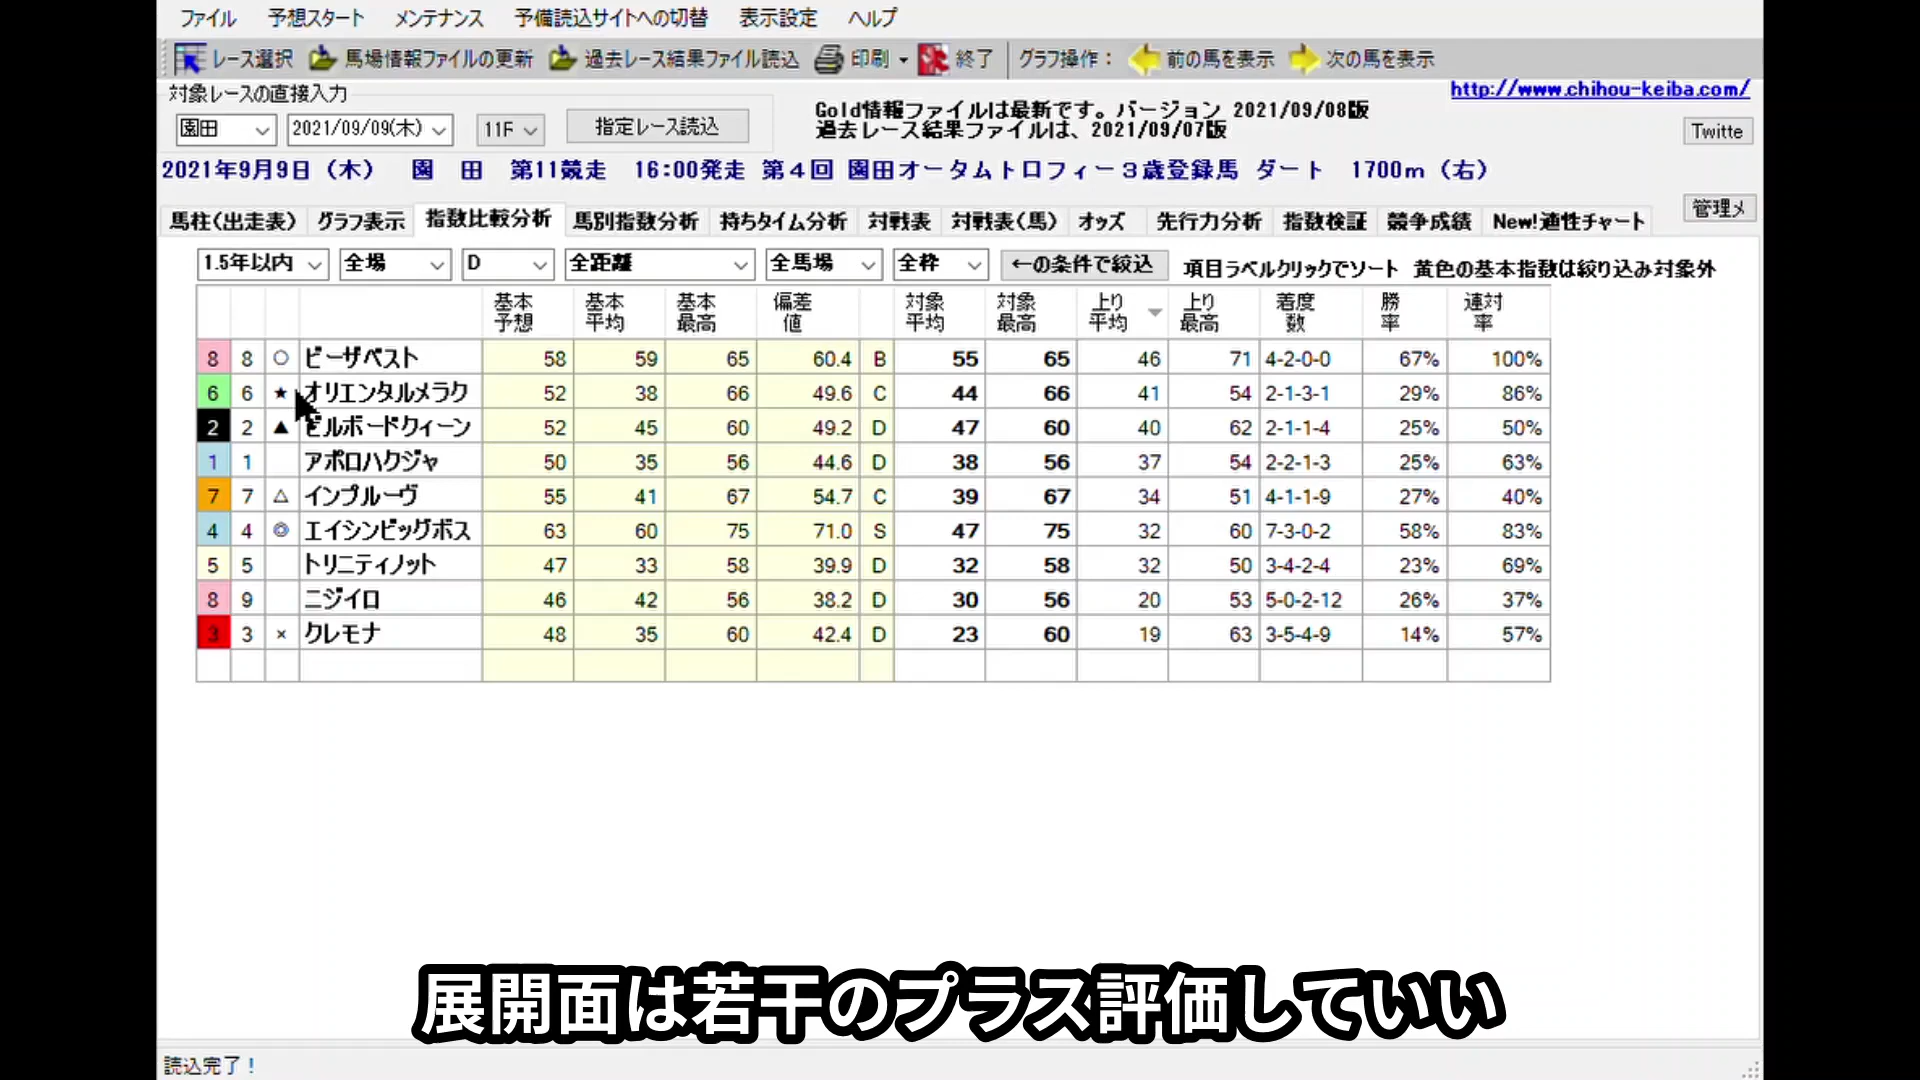 ファイル 予想スタート メンテナンス 予備読込サイトへの切替 表示設定 ヘルプ
レース選択 馬場情報ファイルの更新 過去レース結果ファイル読込 印刷 終了 グラフ操作： 前の馬を表示 次の馬を表示
対象レースの直接入力
http://www.chihou-keiba.com/
Gold情報ファイルは最新です。バージョン 2021/09/08版
過去レース結果ファイルは、2021/09/07版
園田 2021/09/09(木) 11R 指定レース読込
Twitte
2021年9月9日（木） 園 田 第11競走 16:00発走 第４回 園田オータムトロフィー３歳登録馬 ダート 1700m（右）
管理メ
馬柱(出走表) グラフ表示 指数比較分析 馬別指数分析 持ちタイム分析 対戦表 対戦表(馬) オッズ 先行力分析 指数検証 競争成績 New!適性チャート
1.5年以内 全場 D 全距離 全馬場 全枠 ←の条件で絞込 項目ラベルクリックでソート 黄色の基本指数は絞り込み対象外
基本予想 基本平均 基本最高 偏差値 対象平均 対象最高 上り平均 上り最高 着度数 勝率 連対率
8 8 ○ ビーザベスト 58 59 65 60.4 B 55 65 46 71 4-2-0-0 67% 100%
6 6 ★ オリエンタルメラク 52 38 66 49.6 C 44 66 41 54 2-1-3-1 29% 86%
2 2 ▲ ビルボードクィーン 52 45 60 49.2 D 47 60 40 62 2-1-1-4 25% 50%
1 1 アポロハクジャ 50 35 56 44.6 D 38 56 37 54 2-2-1-3 25% 63%
7 7 △ インプルーヴ 55 41 67 54.7 C 39 67 34 51 4-1-1-9 27% 40%
4 4 ◎ エイシンビッグボス 63 60 75 71.0 S 47 75 32 60 7-3-0-2 58% 83%
5 5 トリニティノット 47 33 58 39.9 D 32 58 32 50 3-4-2-4 23% 69%
8 9 ニジイロ 46 42 56 38.2 D 30 56 20 53 5-0-2-12 26% 37%
3 3 × クレモナ 48 35 60 42.4 D 23 60 19 63 3-5-4-9 14% 57%
展開面は若干のプラス評価していい
読込完了！